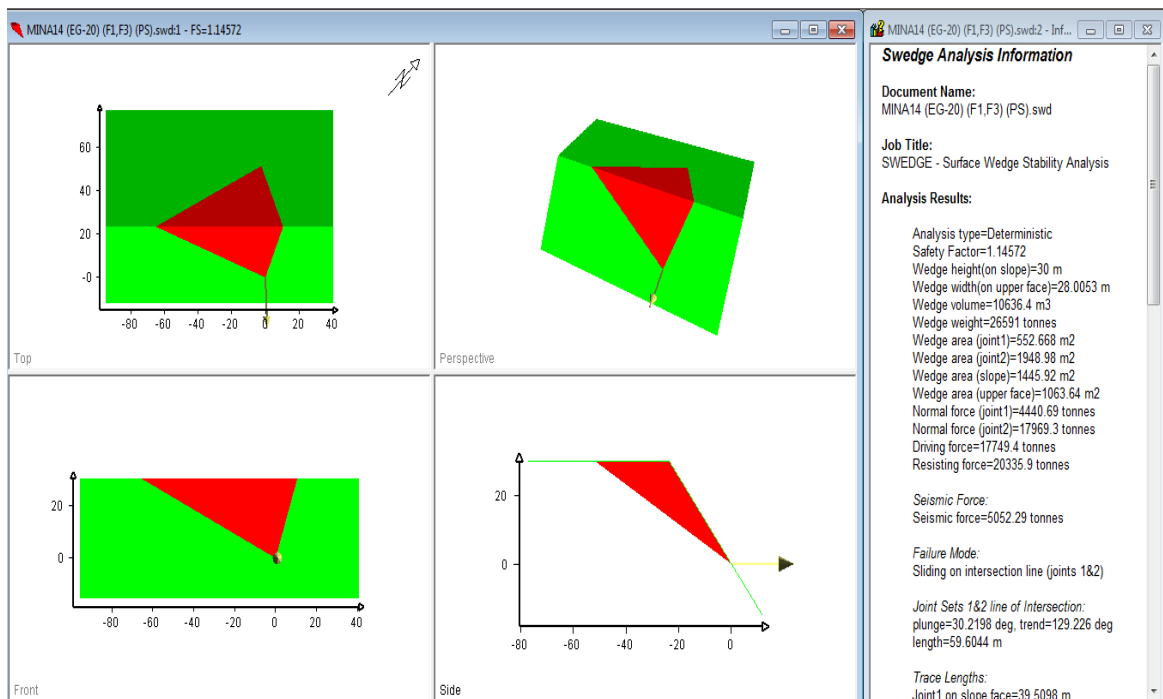 MINA14 (EG-20) (F1,F3) (PS).swd:1 - FS=1.14572
N
60
40
20
-0
-80
-60
-40
-20
0
20
40
Top
Perspective
20
0
-80
-60
-40
-20
0
20
40
Front
20
0
-80
-60
-40
-20
0
Side
MINA14 (EG-20) (F1,F3) (PS).swd:2 - Inf...
Swedge Analysis Information
Document Name:
MINA14 (EG-20) (F1,F3) (PS).swd
Job Title:
SWEDGE - Surface Wedge Stability Analysis
Analysis Results:
Analysis type=Deterministic
Safety Factor=1.14572
Wedge height(on slope)=30 m
Wedge width(on upper face)=28.0053 m
Wedge volume=10636.4 m3
Wedge weight=26591 tonnes
Wedge area (joint1)=552.668 m2
Wedge area (joint2)=1948.98 m2
Wedge area (slope)=1445.92 m2
Wedge area (upper face)=1063.64 m2
Normal force (joint1)=4440.69 tonnes
Normal force (joint2)=17969.3 tonnes
Driving force=17749.4 tonnes
Resisting force=20335.9 tonnes
Seismic Force:
Seismic force=5052.29 tonnes
Failure Mode:
Sliding on intersection line (joints 1&2)
Joint Sets 1&2 line of Intersection:
plunge=30.2198 deg, trend=129.226 deg
length=59.6044 m
Trace Lengths:
Joint1 on slope face=39.5098 m